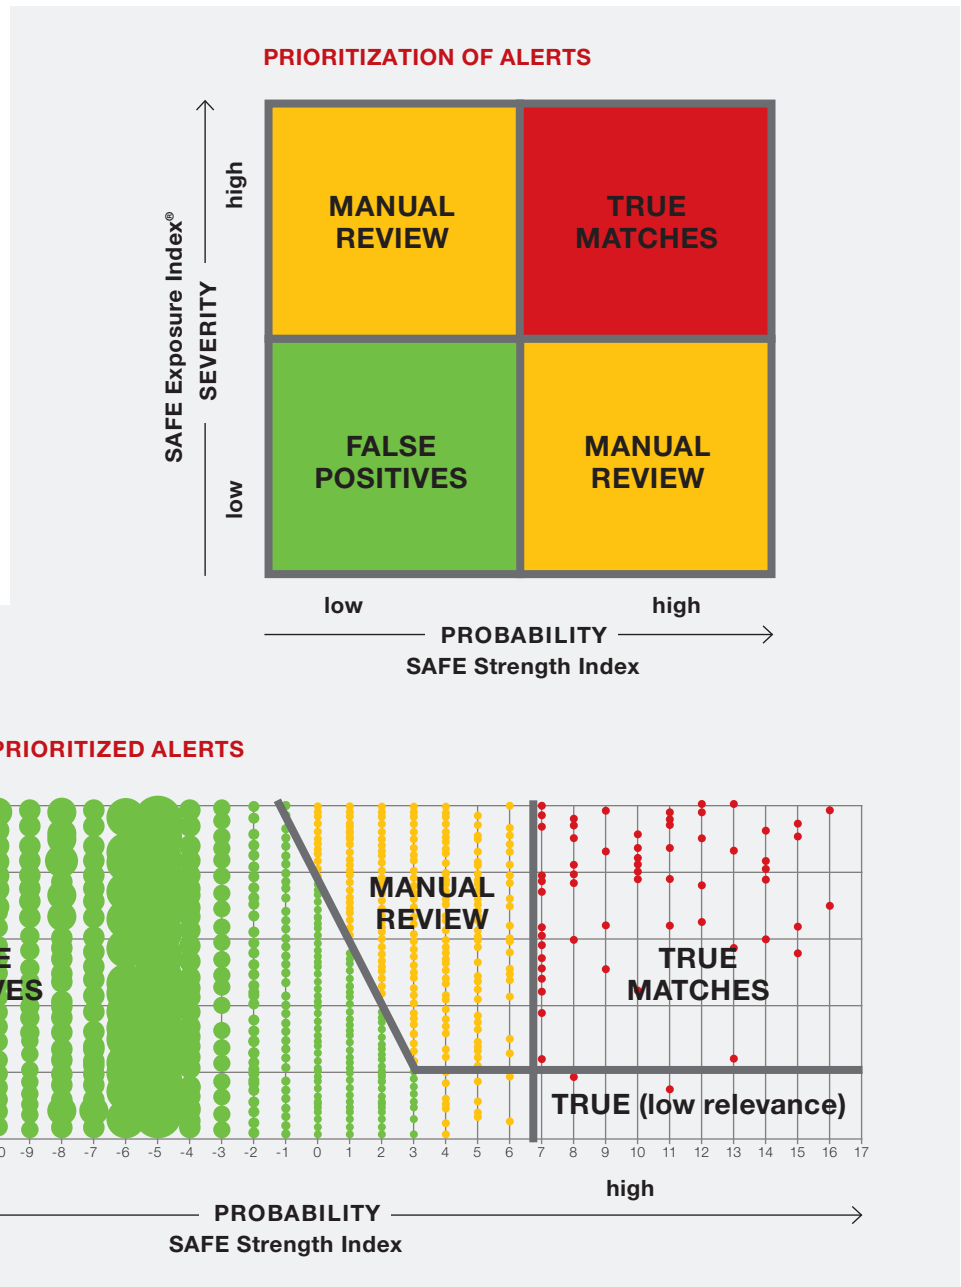 PRIORITIZATION OF ALERTS
high
SAFE Exposure Index®
SEVERITY
low
MANUAL
REVIEW
TRUE
MATCHES
FALSE
POSITIVES
MANUAL
REVIEW
low
high
PROBABILITY
SAFE Strength Index
PRIORITIZED ALERTS
MANUAL
REVIEW
E
VES
TRUE
MATCHES
TRUE (low relevance)
0 -9 -8 -7 -6 -5 -4 -3 -2 -1 0 1 2 3 4 5 6 7 8 9 10 11 12 13 14 15 16 17
high
PROBABILITY
SAFE Strength Index